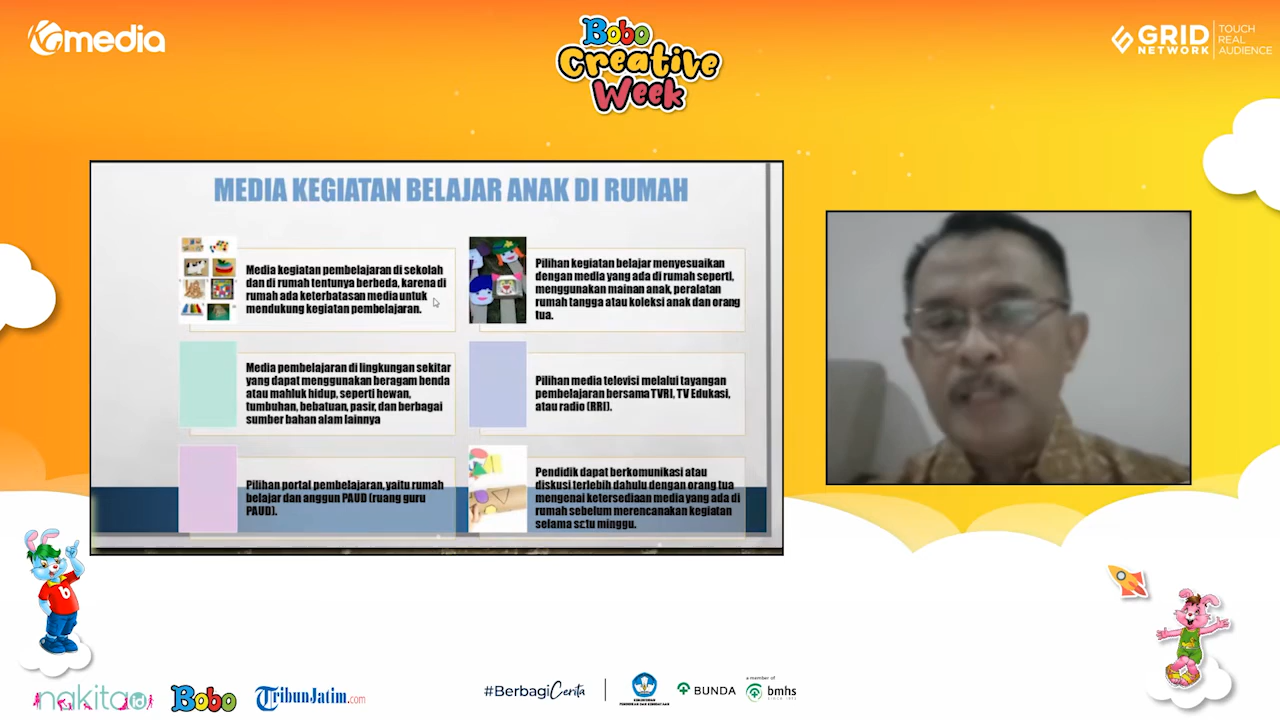 media
Bobo
Creative
Week
GRID
NETWORK
TOUCH
REAL
AUDIENCE
MEDIA KEGIATAN BELAJAR ANAK DI RUMAH
Media kegiatan pembelajaran di sekolah
dan di rumah tentunya berbeda, karena di
rumah ada keterbatasan media untuk
mendukung kegiatan pembelajaran.
Pilihan kegiatan belajar menyesuaikan
dengan media yang ada di rumah seperti,
menggunakan mainan anak, peralatan
rumah tangga atau koleksi anak dan orang
tua.
Media pembelajaran di lingkungan sekitar
yang dapat menggunakan beragam benda
atau mahluk hidup, seperti hewan,
tumbuhan, bebatuan, pasir, dan berbagai
sumber bahan alam lainnya
Pilihan media televisi melalui tayangan
pembelajaran bersama TVRI, TV Edukasi,
atau radio (RRI).
Pilihan portal pembelajaran, yaitu rumah
belajar dan anggun PAUD (ruang guru
PAUD).
Pendidik dapat berkomunikasi atau
diskusi terlebih dahulu dengan orang tua
mengenai ketersediaan media yang ada di
rumah sebelum merencanakan kegiatan
selama satu minggu.
b
nakita.id
Bobo
TribunJatim.com
#BerbagiCerita
KEMENTERIAN
PENDIDIKAN DAN KEBUDAYAAN
BUNDA
a member of
bmhs